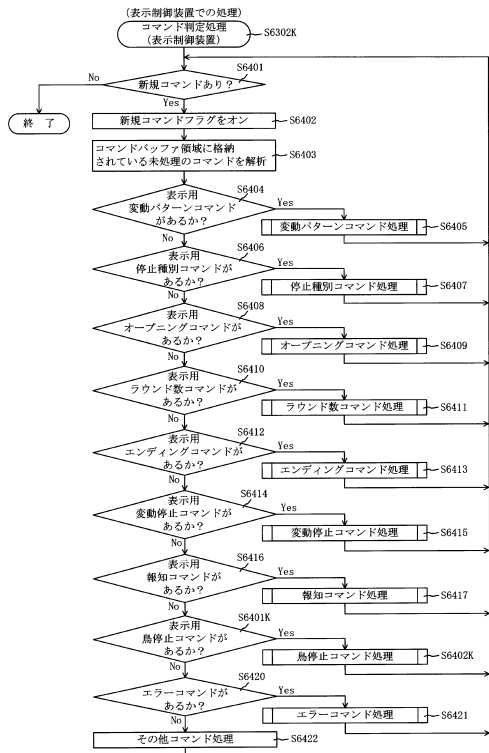 (表示制御装置での処理)
コマンド判定処理
(表示制御装置)
S6302K
S6401
新規コマンドあり?
No
Yes
終 了
新規コマンドフラグをオン
S6402
コマンドバッファ領域に格納
されている未処理のコマンドを解析
S6403
S6404
表示用
変動パターンコマンド
があるか?
Yes
変動パターンコマンド処理
S6405
No
S6406
表示用
停止種別コマンドが
あるか?
Yes
停止種別コマンド処理
S6407
No
S6408
表示用
オープニングコマンドが
あるか?
Yes
オープニングコマンド処理
S6409
No
S6410
表示用
ラウンド数コマンドが
あるか?
Yes
ラウンド数コマンド処理
S6411
No
S6412
表示用
エンディングコマンドが
あるか?
Yes
エンディングコマンド処理
S6413
No
S6414
表示用
変動停止コマンドが
あるか?
Yes
変動停止コマンド処理
S6415
No
S6416
表示用
報知コマンドが
あるか?
Yes
報知コマンド処理
S6417
No
S6401K
表示用
鳥停止コマンドが
あるか?
Yes
鳥停止コマンド処理
S6402K
No
S6420
エラーコマンドが
あるか?
Yes
エラーコマンド処理
S6421
No
その他コマンド処理
S6422